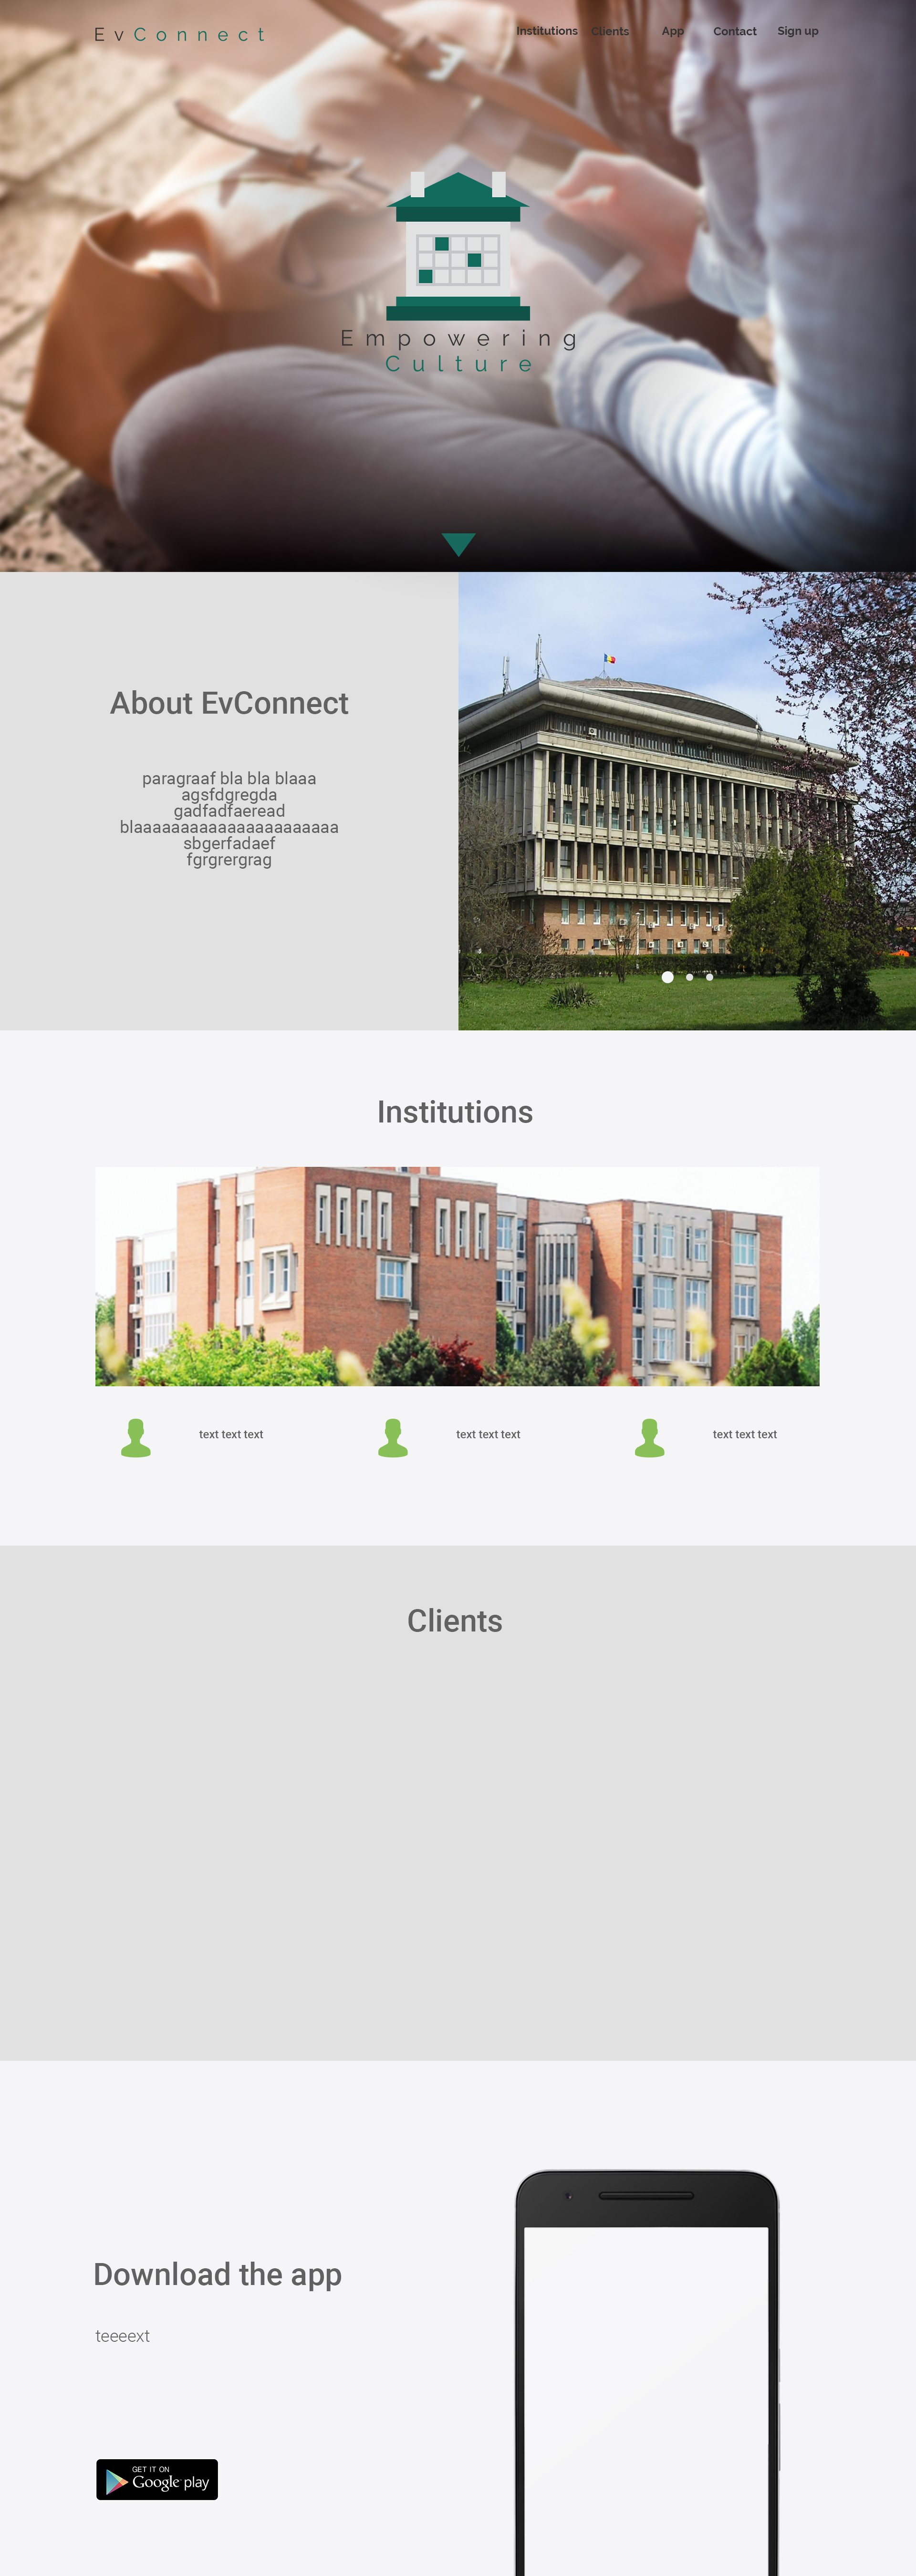 EvConnect
Institutions Clients App Contact Sign up
Empowering
Culture
About EvConnect
paragraaf bla bla blaaa
agsfdgregda
gadfadfaeread
blaaaaaaaaaaaaaaaaaaaaaa
sbgerfadaef
fgrgrergrag
Institutions
text text text
text text text
text text text
Clients
Download the app
teeeext
GET IT ON
Google play